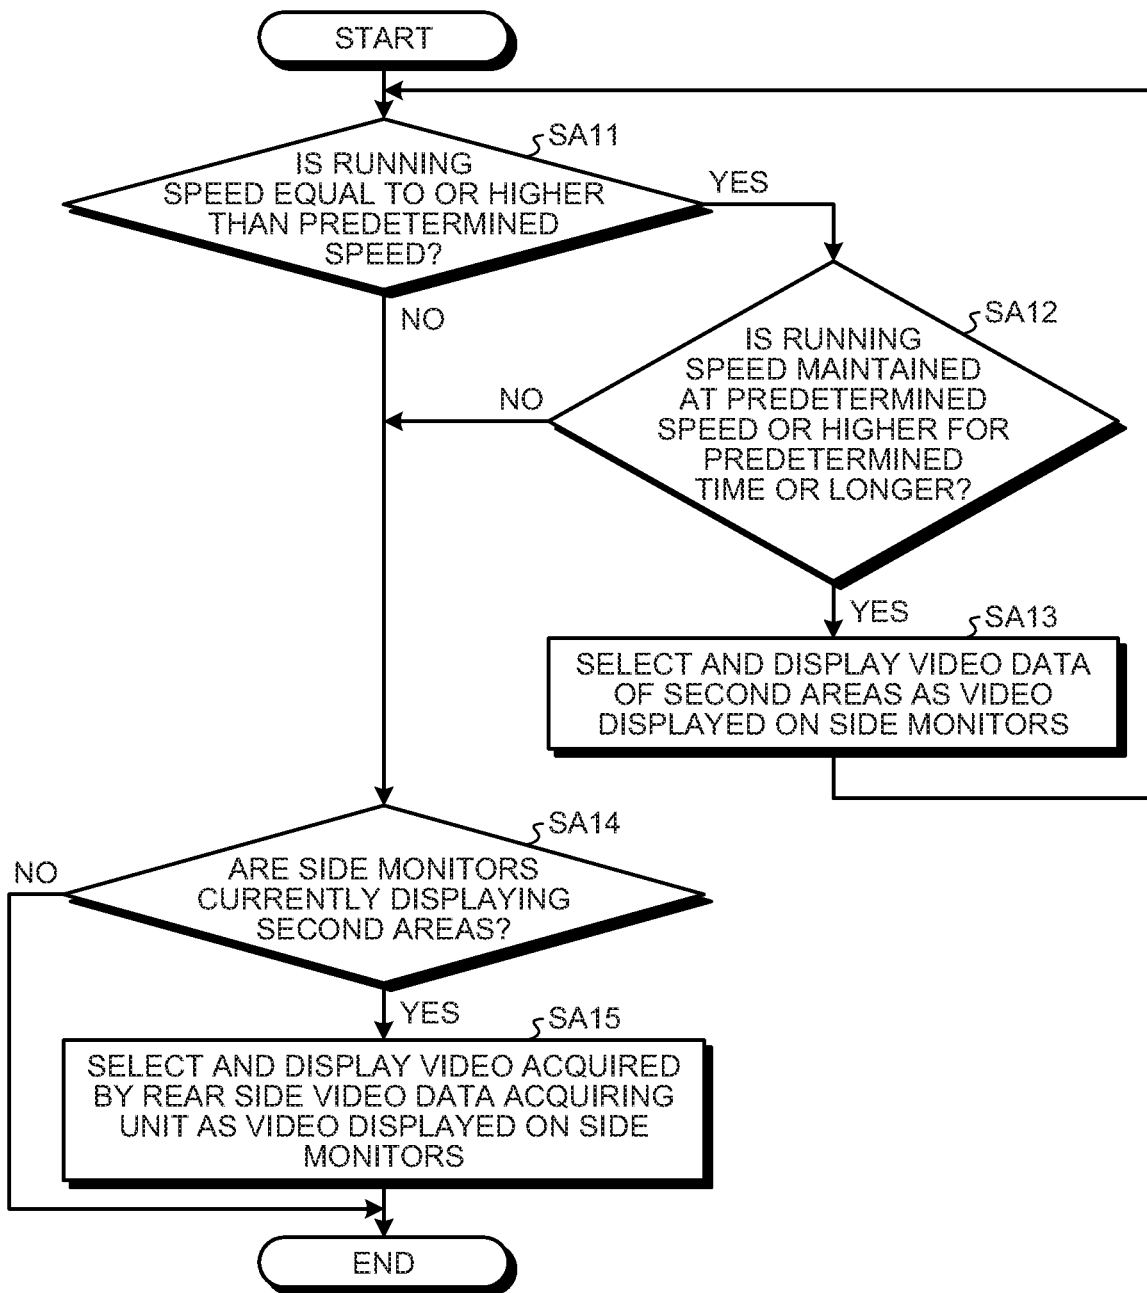 START
SA11
IS RUNNING
SPEED EQUAL TO OR HIGHER
THAN PREDETERMINED
SPEED?
YES
NO
SA12
IS RUNNING
SPEED MAINTAINED
AT PREDETERMINED
SPEED OR HIGHER FOR
PREDETERMINED
TIME OR LONGER?
NO
YES
SA13
SELECT AND DISPLAY VIDEO DATA
OF SECOND AREAS AS VIDEO
DISPLAYED ON SIDE MONITORS
SA14
ARE SIDE MONITORS
CURRENTLY DISPLAYING
SECOND AREAS?
NO
YES
SA15
SELECT AND DISPLAY VIDEO ACQUIRED
BY REAR SIDE VIDEO DATA ACQUIRING
UNIT AS VIDEO DISPLAYED ON SIDE
MONITORS
END